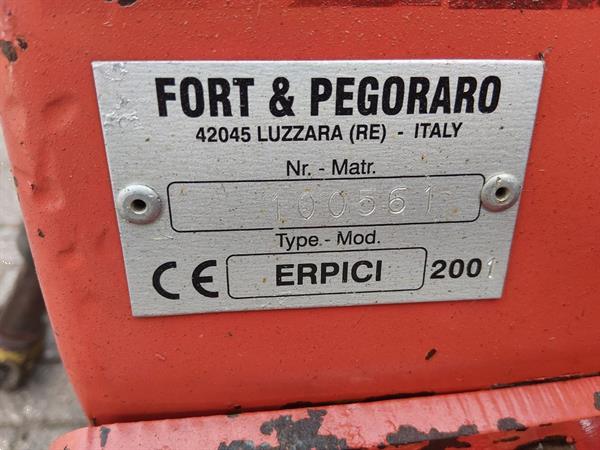 FORT & PEGORARO
42045 LUZZARA (RE) - ITALY
Nr. - Matr.
100561
Type - Mod.
CE ERPICI 2001